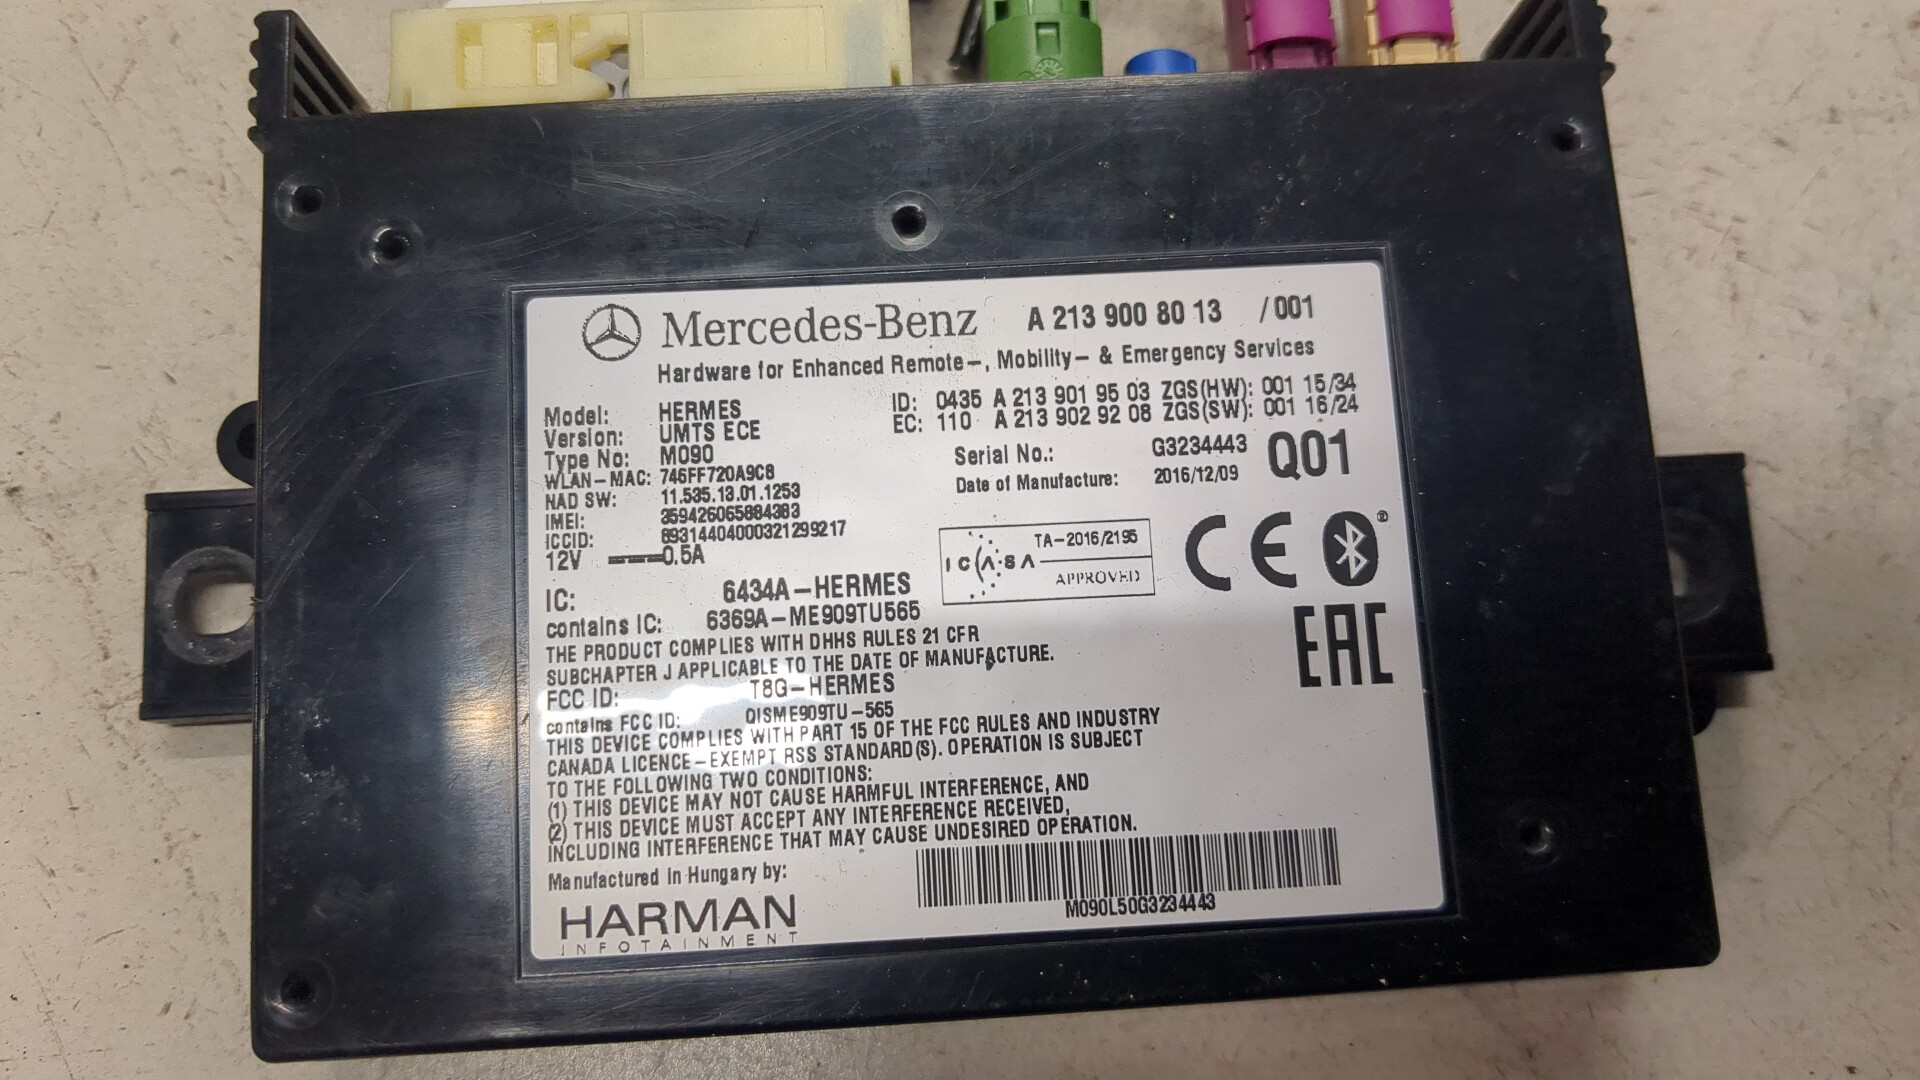 Mercedes-Benz A 213 900 80 13 /001
Hardware for Enhanced Remote-, Mobility- & Emergency Services
Model: HERMES
Version: UMTS ECE
Type No: M090
WLAN-MAC: 746FF720A9C8
NAD SW: 11.535.13.01.1253
IMEI: 359426065884383
ICCID: 89314404000321299217
12V 0.5A
ID: 0435 A 213 901 95 03 ZGS(HW): 001 15/34
EC: 110 A 213 902 92 08 ZGS(SW): 001 16/24
Serial No.: G3234443 Q01
Date of Manufacture: 2016/12/09
ICASA TA-2016/2195
APPROVED
CE
EAC
IC: 6434A-HERMES
contains IC: 6369A-ME909TU565
THE PRODUCT COMPLIES WITH DHHS RULES 21 CFR
SUBCHAPTER J APPLICABLE TO THE DATE OF MANUFACTURE.
FCC ID: T8G-HERMES
contains FCC ID: QISME909TU-565
THIS DEVICE COMPLIES WITH PART 15 OF THE FCC RULES AND INDUSTRY
CANADA LICENCE-EXEMPT RSS STANDARD(S). OPERATION IS SUBJECT
TO THE FOLLOWING TWO CONDITIONS:
(1) THIS DEVICE MAY NOT CAUSE HARMFUL INTERFERENCE, AND
(2) THIS DEVICE MUST ACCEPT ANY INTERFERENCE RECEIVED,
INCLUDING INTERFERENCE THAT MAY CAUSE UNDESIRED OPERATION.
Manufactured in Hungary by:
HARMAN
INFOTAINMENT
M090L50G3234443